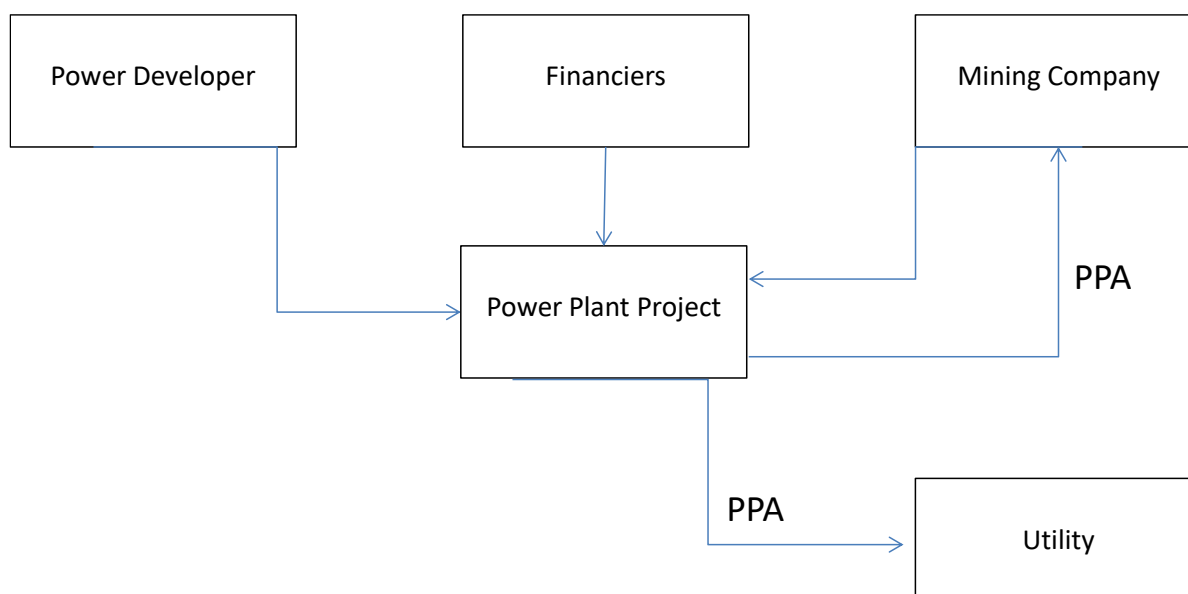 Power Developer
Financiers
Mining Company
Power Plant Project
PPA
PPA
Utility